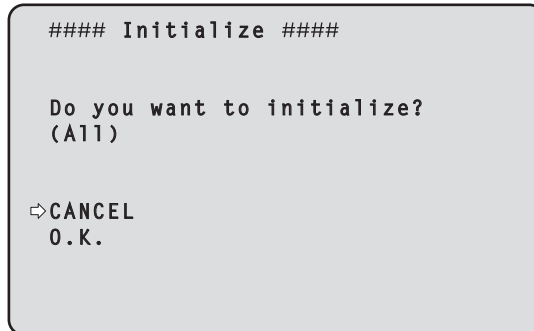 #### Initialize ####
Do you want to initialize?
(All)
⇨CANCEL
O.K.